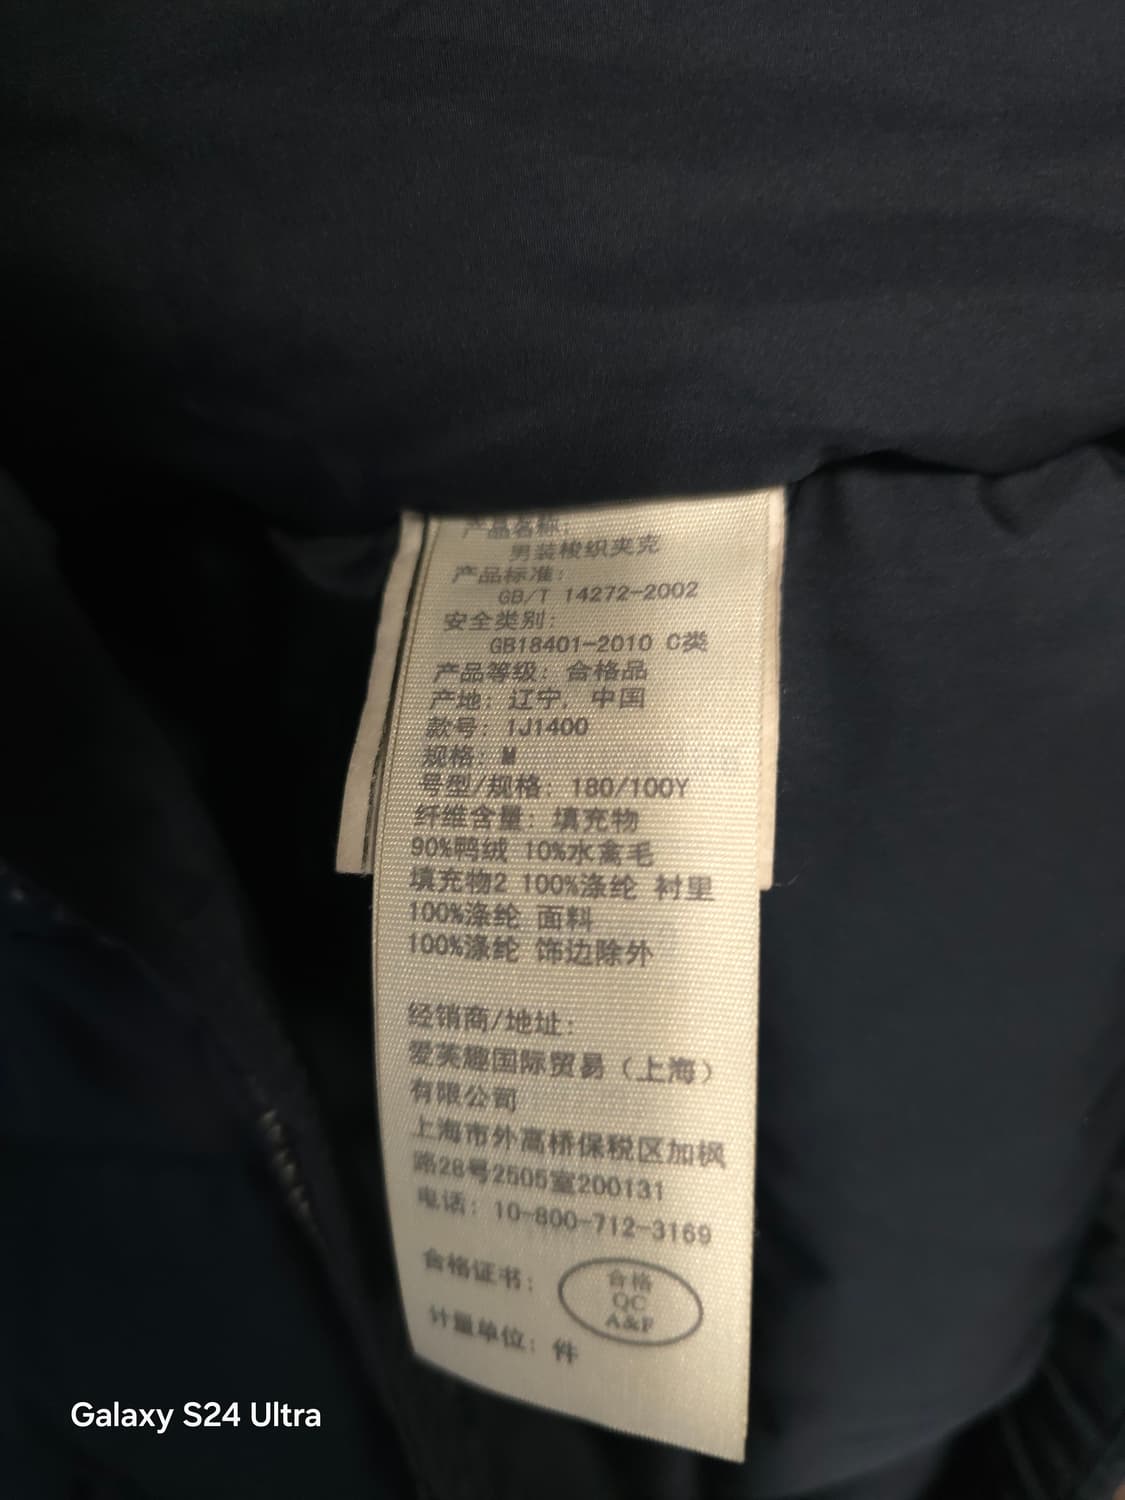 产品名称:
男装梭织夹克
产品标准:
GB/T 14272-2002
安全类别:
GB18401-2010 C类
产品等级: 合格品
产地: 辽宁, 中国
款号: 1J1400
规格: M
号型/规格: 180/100Y
纤维含量: 填充物
90%鸭绒 10%水禽毛
填充物2 100%涤纶 衬里
100%涤纶 面料
100%涤纶 饰边除外
经销商/地址:
爱芙趣国际贸易（上海）
有限公司
上海市外高桥保税区加枫
路28号2505室200131
电话: 10-800-712-3169
合格证书:
合格
QC
A&F
计量单位: 件
Galaxy S24 Ultra